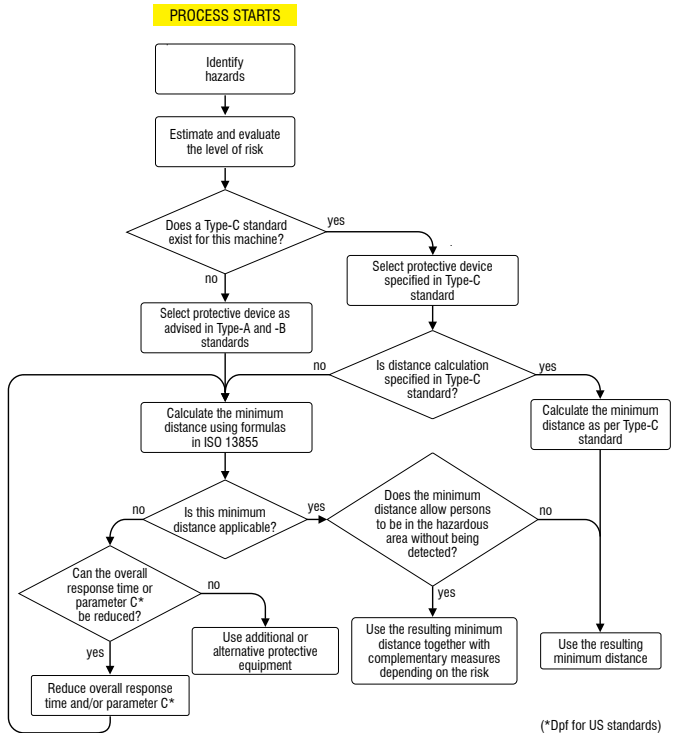 PROCESS STARTS
Identify
hazards
Estimate and evaluate
the level of risk
Does a Type-C standard
exist for this machine?
yes
no
Select protective device
specified in Type-C
standard
Select protective device as
advised in Type-A and -B
standards
no
Is distance calculation
specified in Type-C
standard?
yes
Calculate the minimum
distance using formulas
in ISO 13855
Calculate the minimum
distance as per Type-C
standard
no
Is this minimum
distance applicable?
yes
Does the minimum
distance allow persons
to be in the hazardous
area without being
detected?
no
Can the overall
response time or
parameter C*
be reduced?
no
yes
yes
Use additional or
alternative protective
equipment
Use the resulting minimum
distance together with
complementary measures
depending on the risk
Use the resulting
minimum distance
Reduce overall response
time and/or parameter C*
(*Dpf for US standards)